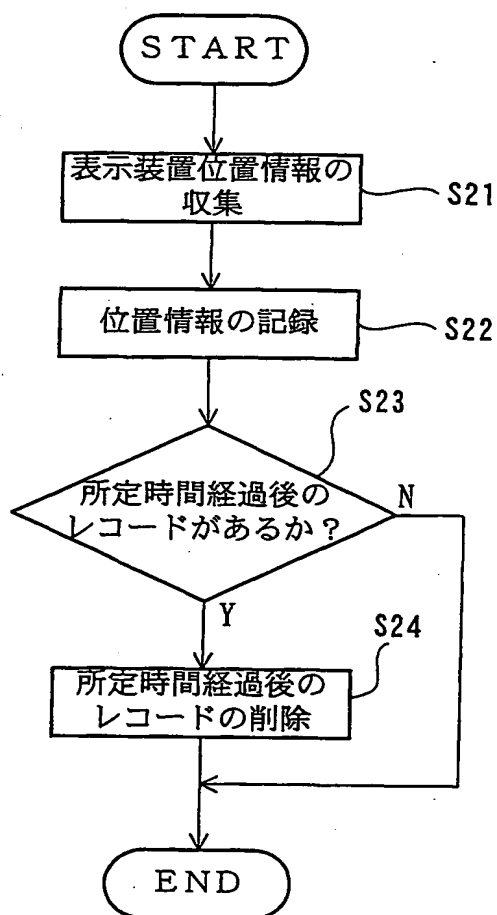 START
表示装置位置情報の
収集
S21
位置情報の記録
S22
S23
所定時間経過後の
レコードがあるか？
N
Y
S24
所定時間経過後の
レコードの削除
END